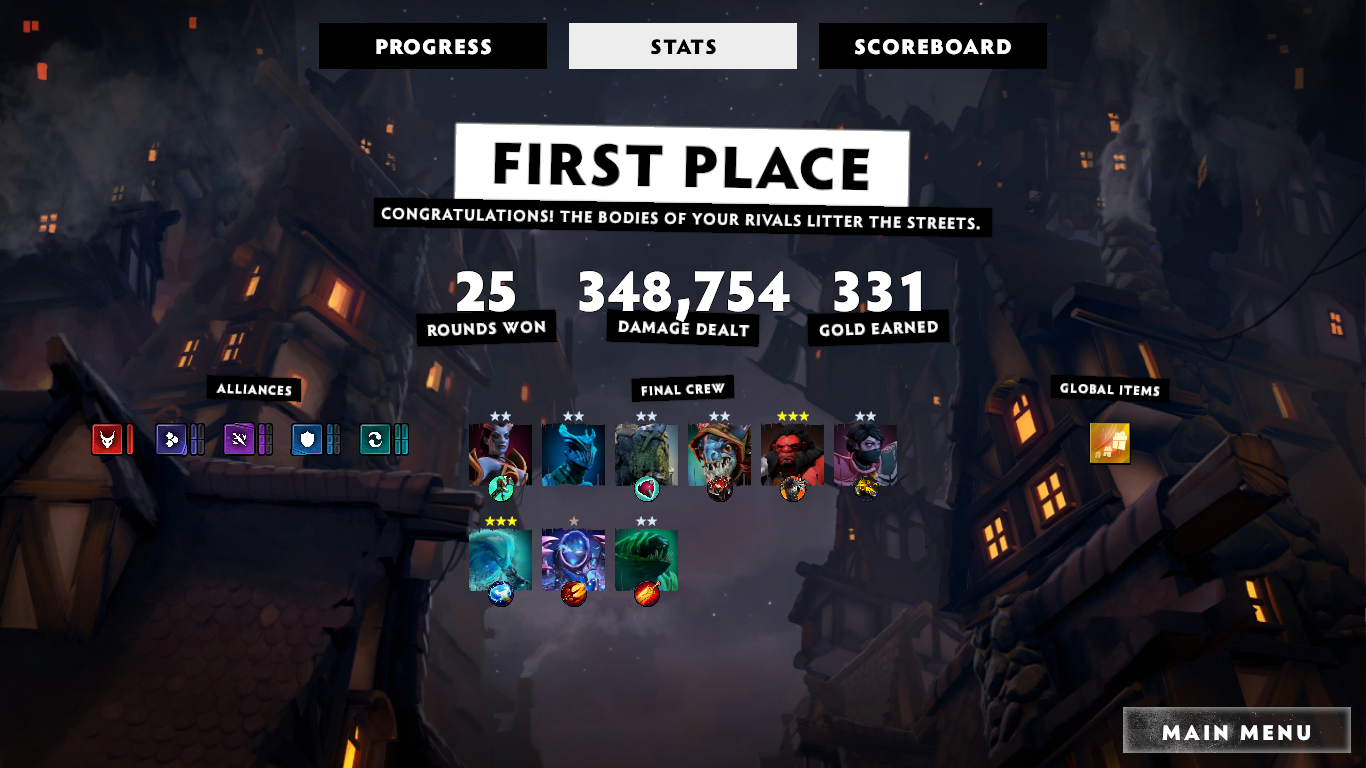 PROGRESS
STATS
SCOREBOARD
FIRST PLACE
CONGRATULATIONS! THE BODIES OF YOUR RIVALS LITTER THE STREETS.
25
348,754
331
ROUNDS WON
DAMAGE DEALT
GOLD EARNED
ALLIANCES
FINAL CREW
GLOBAL ITEMS
MAIN MENU